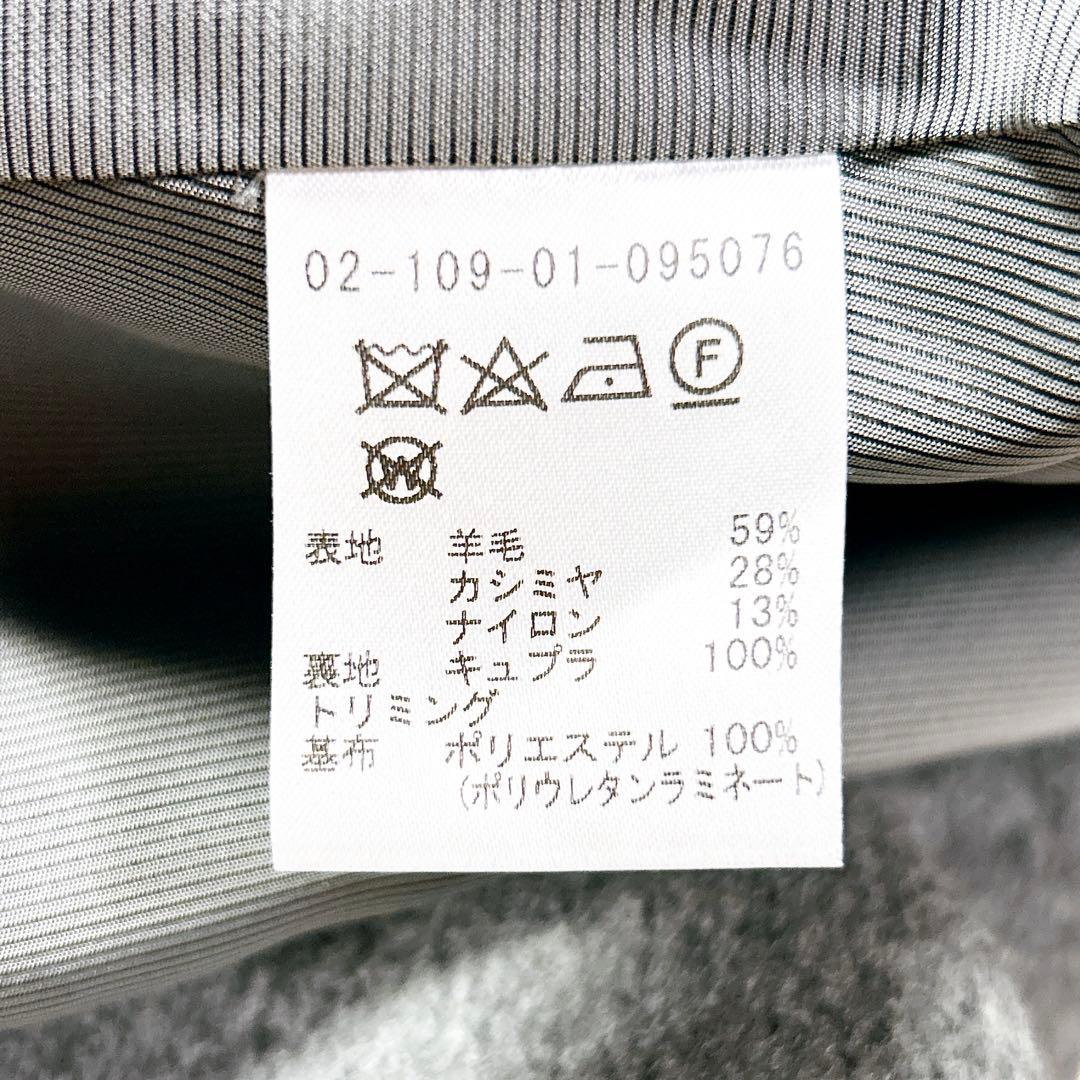 02-109-01-095076
F
W
表地 羊毛 59%
カシミヤ 28%
ナイロン 13%
裏地 キュプラ 100%
トリミング
基布 ポリエステル 100%
(ポリウレタンラミネート)